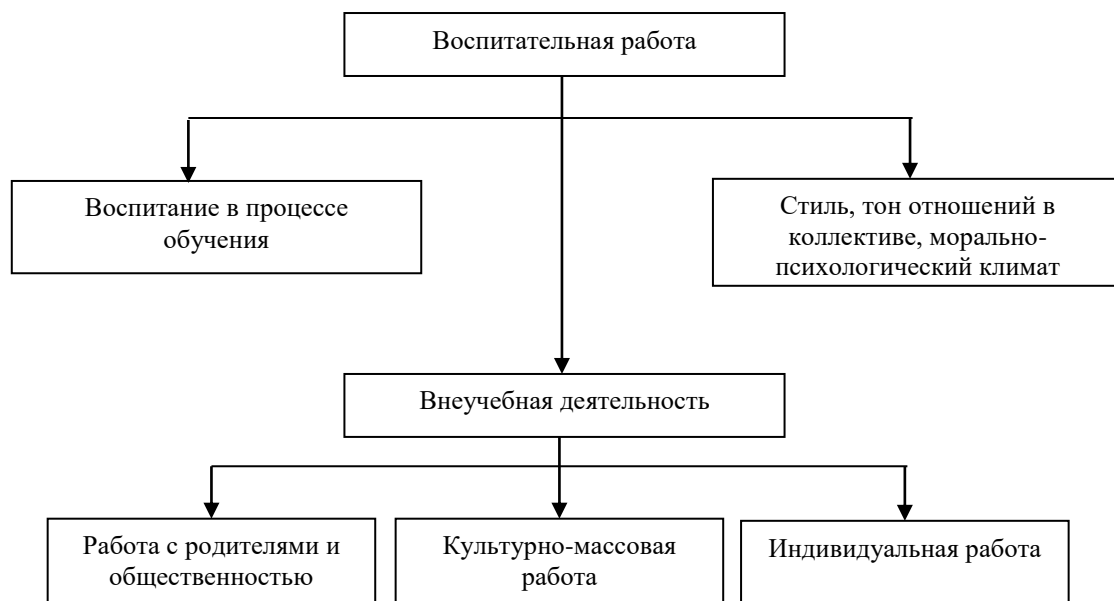 Воспитательная работа
Воспитание в процессе
обучения
Стиль, тон отношений в
коллективе, морально-
психологический климат
Внеучебная деятельность
Работа с родителями и
общественностью
Культурно-массовая
работа
Индивидуальная работа